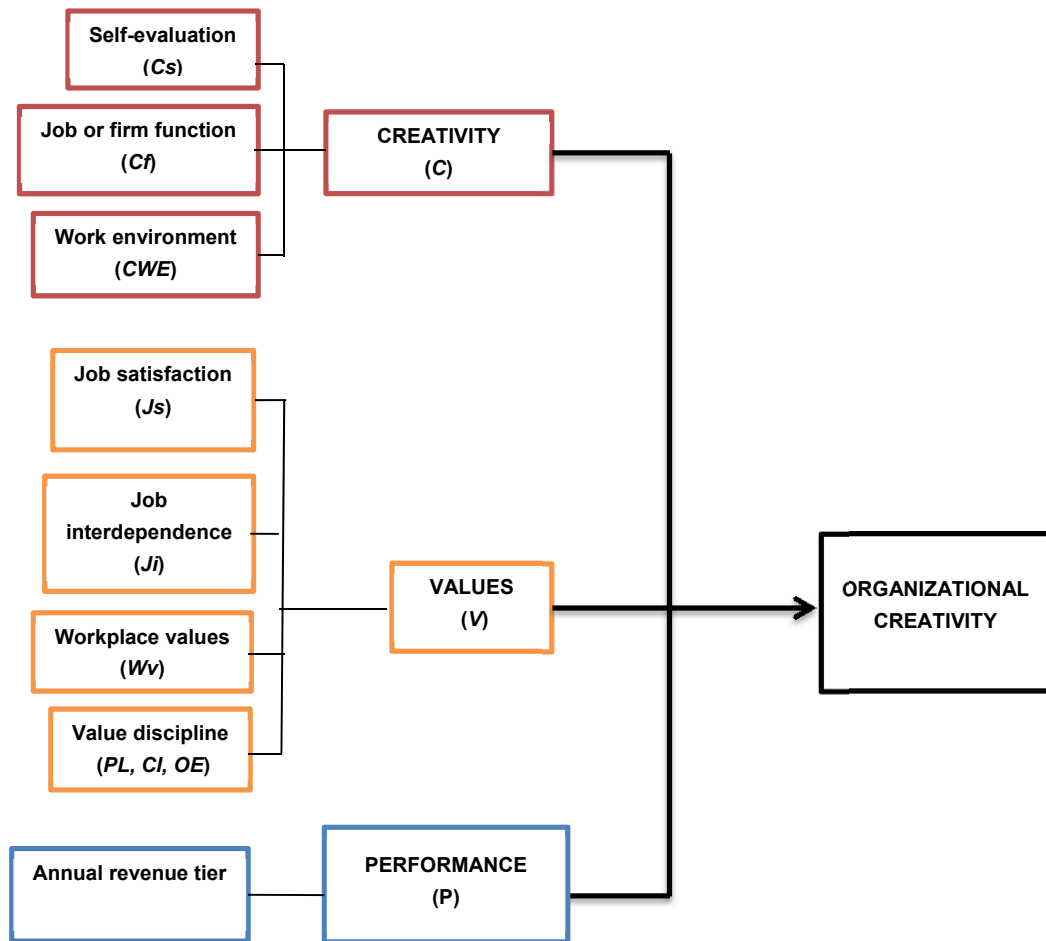 Self-evaluation
(Cs)
Job or firm function
(Cf)
CREATIVITY
(C)
Work environment
(CWE)
Job satisfaction
(Js)
Job
interdependence
(Ji)
VALUES
(V)
ORGANIZATIONAL
CREATIVITY
Workplace values
(Wv)
Value discipline
(PL, CI, OE)
Annual revenue tier
PERFORMANCE
(P)